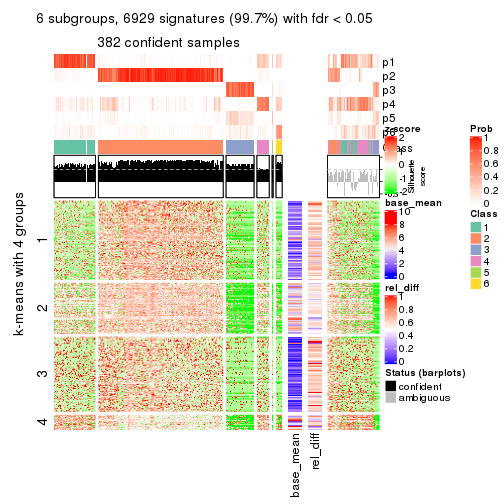 6 subgroups, 6929 signatures (99.7%) with fdr < 0.05
382 confident samples
p1
p2
p3
p4
p5
Class
z-score
2
1
0
-1
-2
Silhouette
score
Prob
1
0.8
0.6
0.4
0.2
0
Class
1
2
3
4
5
6
base_mean
10
8
6
4
2
0
rel_diff
1
0.8
0.6
0.4
0.2
0
Status (barplots)
confident
ambiguous
k-means with 4 groups
1
2
3
4
base_mean
rel_diff